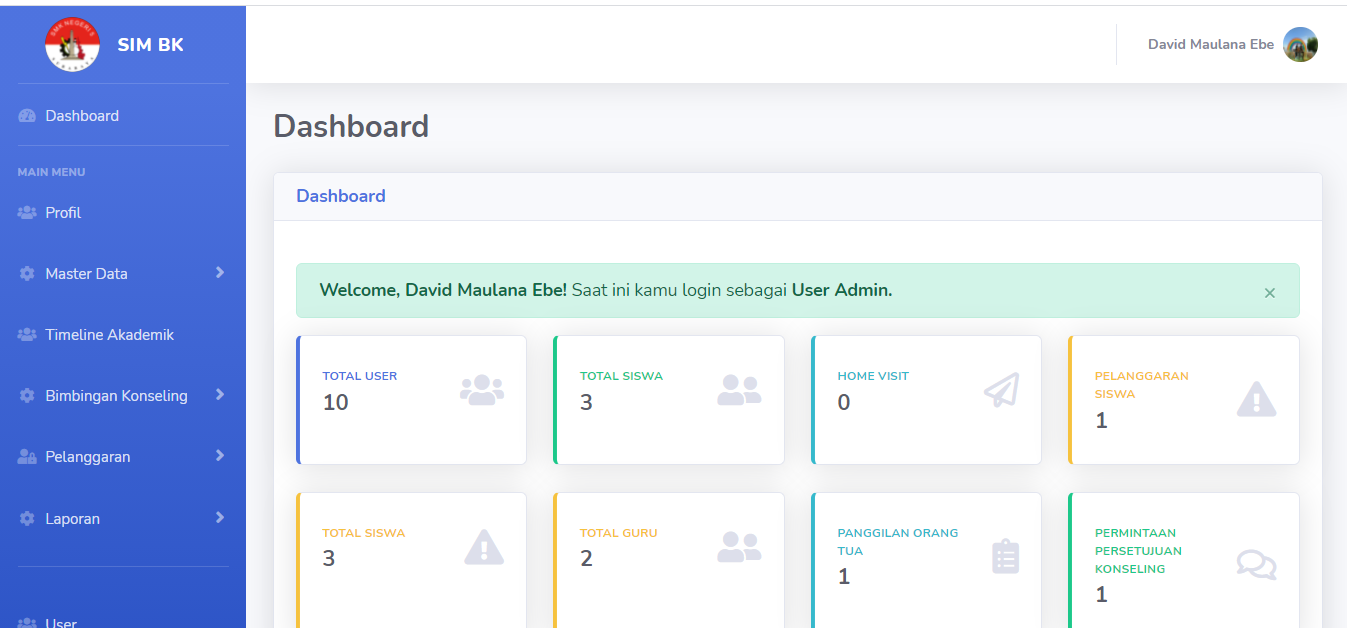 SMK NEGERI 5
SIM BK
David Maulana Ebe
Dashboard
MAIN MENU
Profil
Master Data
Timeline Akademik
Bimbingan Konseling
Pelanggaran
Laporan
User
Dashboard
Dashboard
Welcome, David Maulana Ebe! Saat ini kamu login sebagai User Admin.
×
TOTAL USER
10
TOTAL SISWA
3
HOME VISIT
0
PELANGGARAN
SISWA
1
TOTAL SISWA
3
TOTAL GURU
2
PANGGILAN ORANG
TUA
1
PERMINTAAN
PERSETUJUAN
KONSELING
1